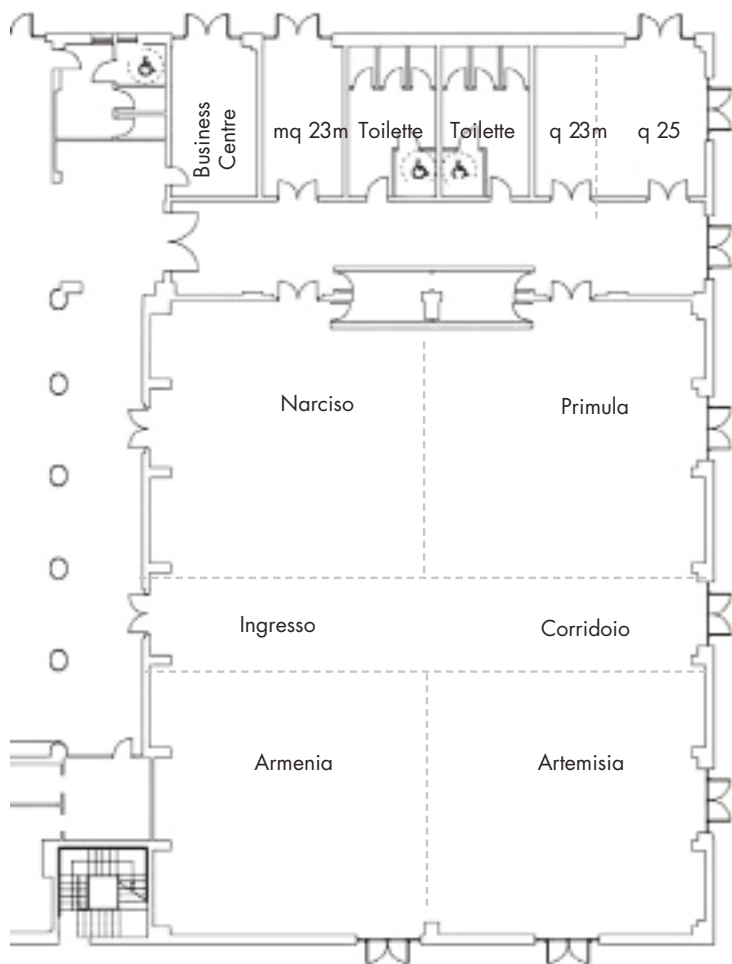 Business
Centre
mq 23m Toilette Toilette q 23m q 25
Narciso Primula
Ingresso Corridoio
Armenia Artemisia